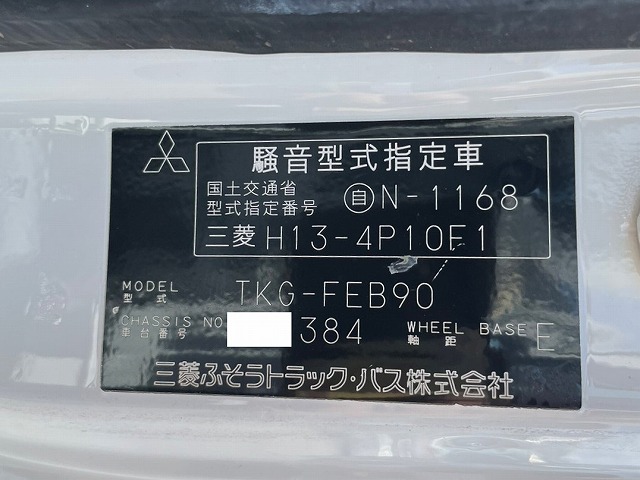 騒音型式指定車
国土交通省
型式指定番号 自N-1168
三菱 H13-4P10F1
MODEL
型式 TKG-FEB90
CHASSIS NO
車台番号 384 WHEEL BASE
軸距 E
三菱ふそうトラック・バス株式会社